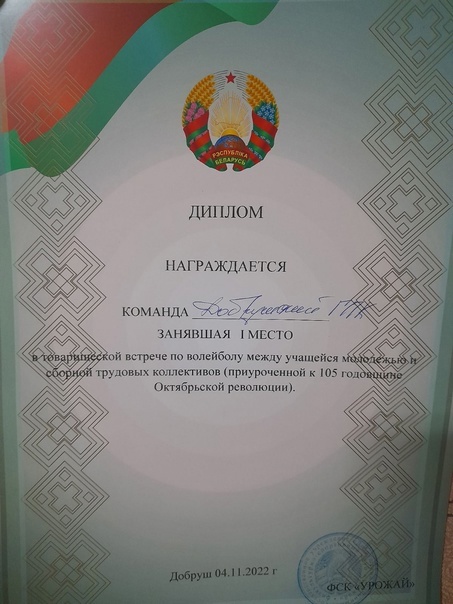 РЭСПУБЛІКА
БЕЛАРУСЬ
ДИПЛОМ
НАГРАЖДАЕТСЯ
КОМАНДА Добрушский
ЗАНЯВШАЯ I МЕСТО
в товарищеской встрече по волейболу между учащейся молодежью и
сборной трудовых коллективов (приуроченной к 105 годовщине
Октябрьской революции).
Добруш 04.11.2022 г
ФСК «УРОЖАЙ»